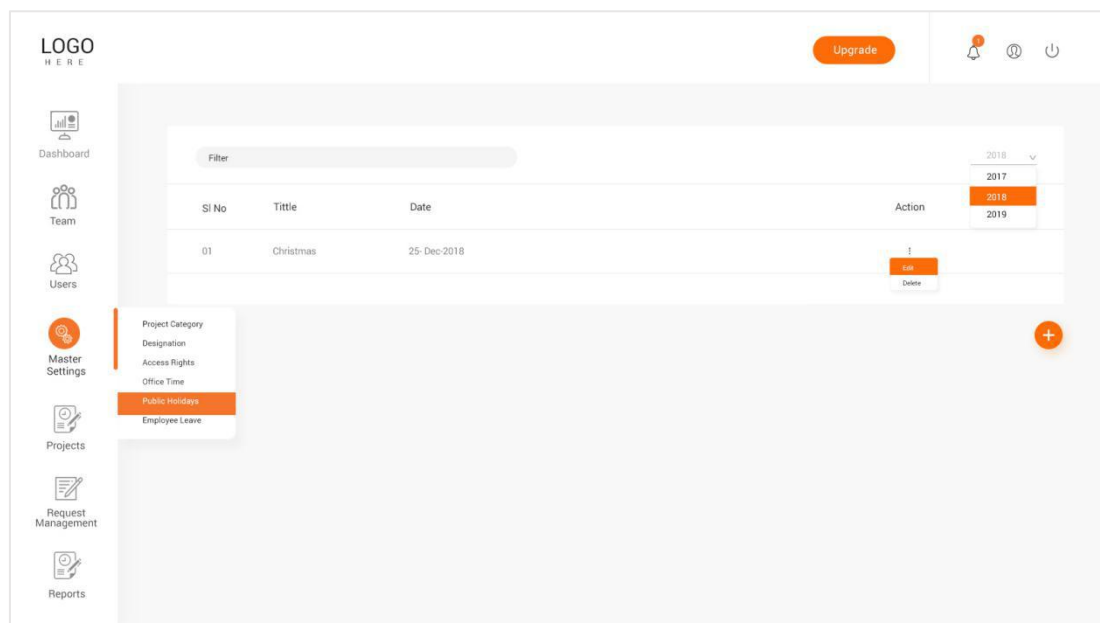 LOGO
HERE
Upgrade
1
Dashboard
Team
Users
Master
Settings
Projects
Request
Management
Reports
Project Category
Designation
Access Rights
Office Time
Public Holidays
Employee Leave
Filter
2018
2017
2018
2019
Sl No Tittle Date Action
01 Christmas 25- Dec-2018
Edit
Delete
+